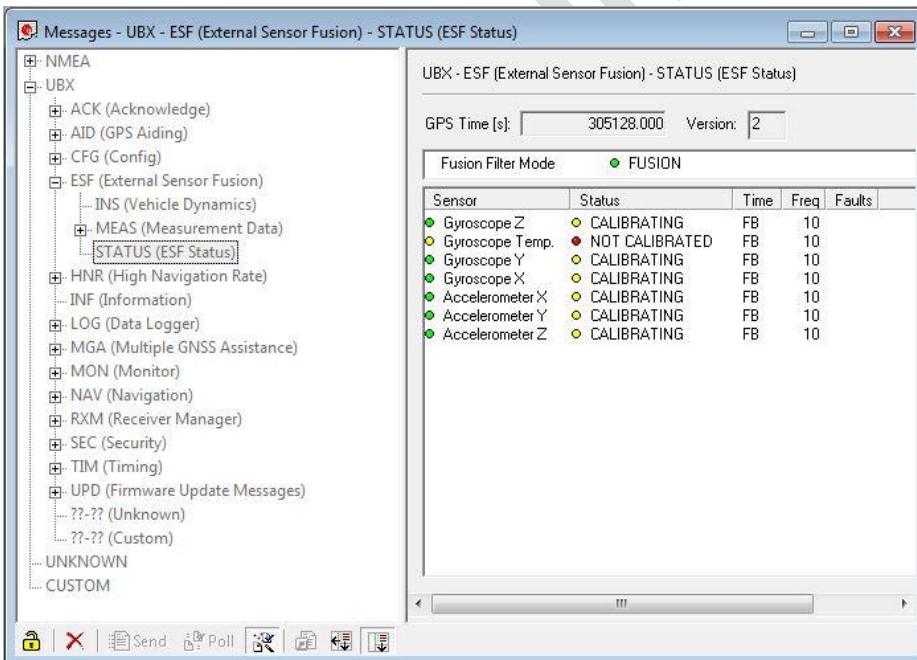 Messages - UBX - ESF (External Sensor Fusion) - STATUS (ESF Status)
NMEA
UBX
ACK (Acknowledge)
AID (GPS Aiding)
CFG (Config)
ESF (External Sensor Fusion)
INS (Vehicle Dynamics)
MEAS (Measurement Data)
STATUS (ESF Status)
HNR (High Navigation Rate)
INF (Information)
LOG (Data Logger)
MGA (Multiple GNSS Assistance)
MON (Monitor)
NAV (Navigation)
RXM (Receiver Manager)
SEC (Security)
TIM (Timing)
UPD (Firmware Update Messages)
??-?? (Unknown)
??-?? (Custom)
UNKNOWN
CUSTOM
UBX - ESF (External Sensor Fusion) - STATUS (ESF Status)
GPS Time [s]: 305128.000 Version: 2
Fusion Filter Mode FUSION
Sensor Status Time Freq Faults
Gyroscope Z CALIBRATING FB 10
Gyroscope Temp. NOT CALIBRATED FB 10
Gyroscope Y CALIBRATING FB 10
Gyroscope X CALIBRATING FB 10
Accelerometer X CALIBRATING FB 10
Accelerometer Y CALIBRATING FB 10
Accelerometer Z CALIBRATING FB 10
Send Poll